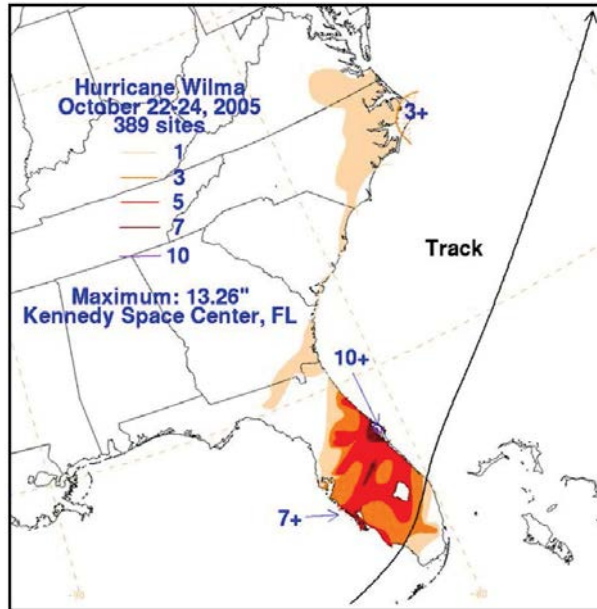 Hurricane Wilma
October 22-24, 2005
389 sites
1
3
5
7
10
Maximum: 13.26"
Kennedy Space Center, FL
3+
Track
10+
7+